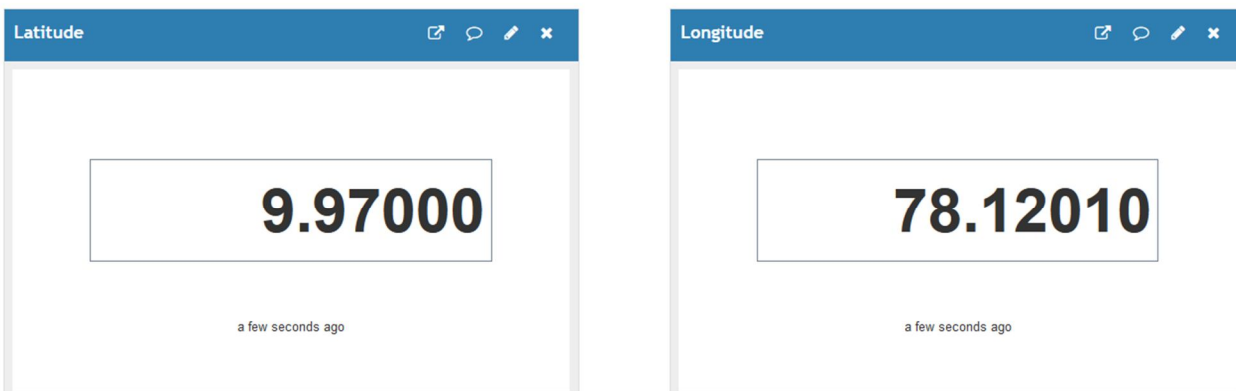 Latitude
9.97000
a few seconds ago
Longitude
78.12010
a few seconds ago